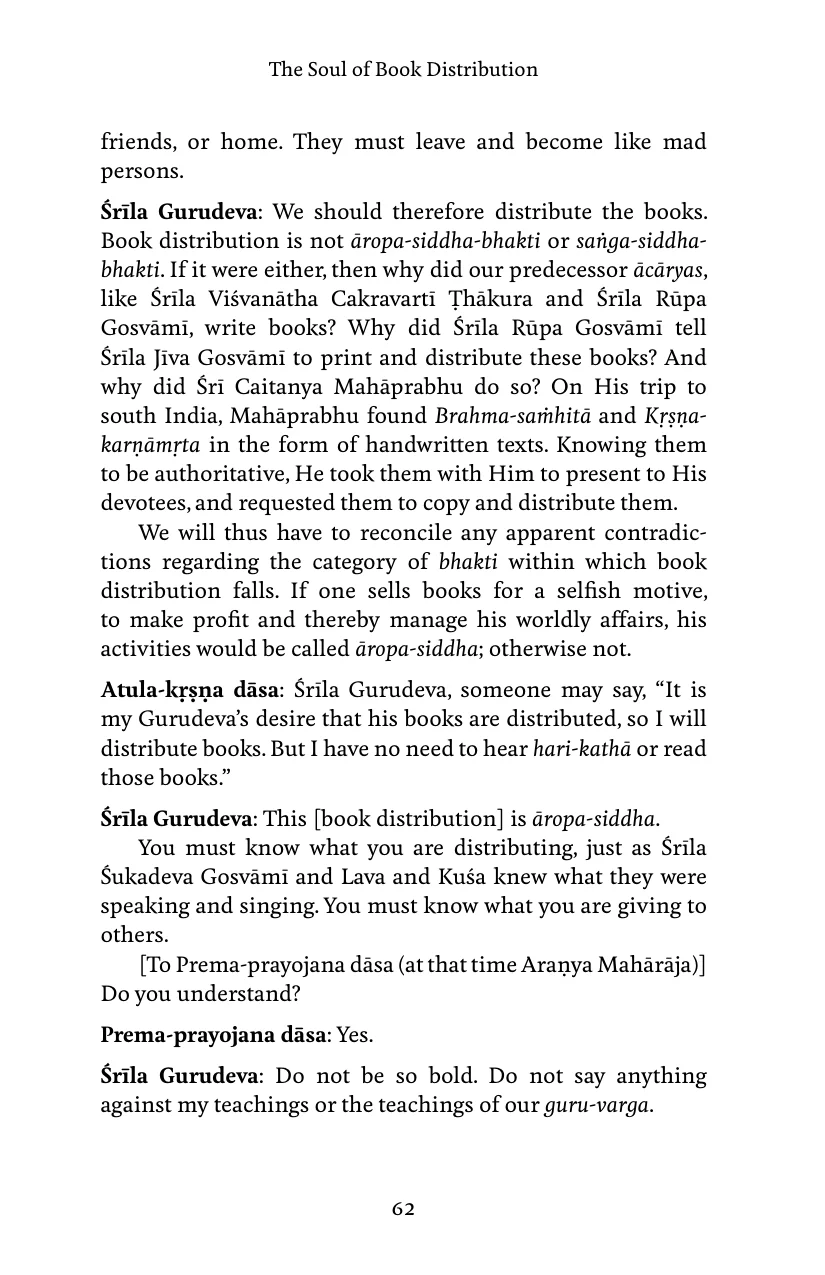 The Soul of Book Distribution
friends, or home. They must leave and become like mad
persons.
Śrīla Gurudeva: We should therefore distribute the books.
Book distribution is not āropa-siddha-bhakti or saṅga-siddha-
bhakti. If it were either, then why did our predecessor ācāryas,
like Śrīla Viśvanātha Cakravartī Ṭhākura and Śrīla Rūpa
Gosvāmī, write books? Why did Śrīla Rūpa Gosvāmī tell
Śrīla Jīva Gosvāmī to print and distribute these books? And
why did Śrī Caitanya Mahāprabhu do so? On His trip to
south India, Mahāprabhu found Brahma-saṁhitā and Kṛṣṇa-
karṇāmṛta in the form of handwritten texts. Knowing them
to be authoritative, He took them with Him to present to His
devotees, and requested them to copy and distribute them.
We will thus have to reconcile any apparent contradic-
tions regarding the category of bhakti within which book
distribution falls. If one sells books for a selfish motive,
to make profit and thereby manage his worldly affairs, his
activities would be called āropa-siddha; otherwise not.
Atula-kṛṣṇa dāsa: Śrīla Gurudeva, someone may say, “It is
my Gurudeva’s desire that his books are distributed, so I will
distribute books. But I have no need to hear hari-kathā or read
those books.”
Śrīla Gurudeva: This [book distribution] is āropa-siddha.
You must know what you are distributing, just as Śrīla
Śukadeva Gosvāmī and Lava and Kuśa knew what they were
speaking and singing. You must know what you are giving to
others.
[To Prema-prayojana dāsa (at that time Araṇya Mahārāja)]
Do you understand?
Prema-prayojana dāsa: Yes.
Śrīla Gurudeva: Do not be so bold. Do not say anything
against my teachings or the teachings of our guru-varga.
62